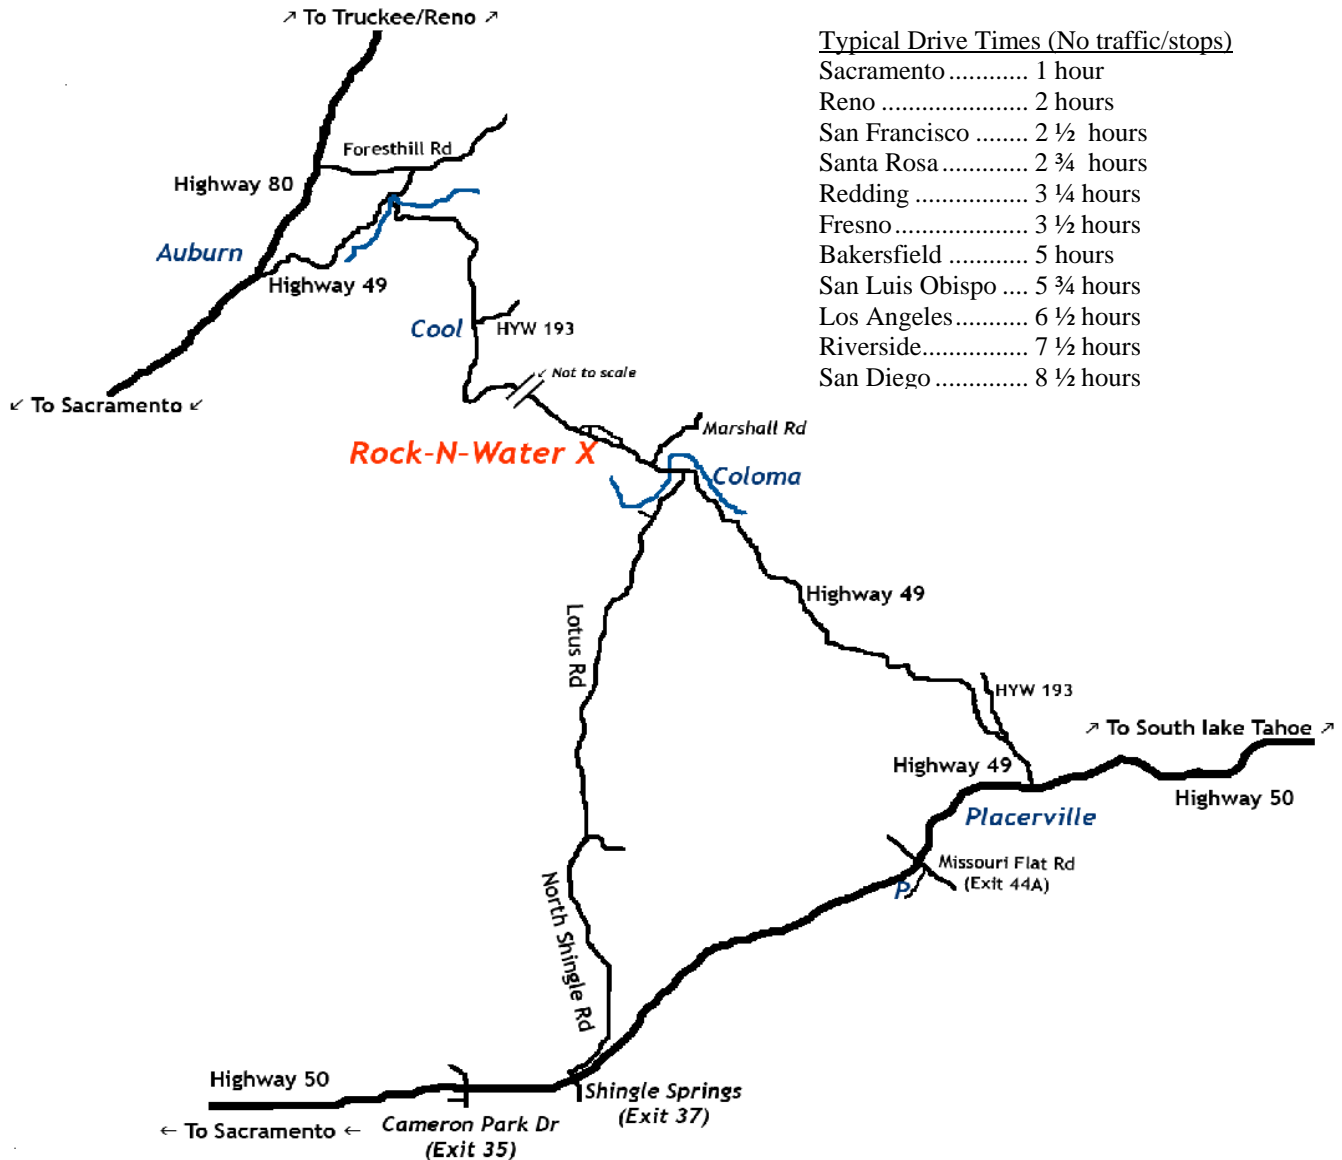 ↗ To Truckee/Reno ↗
Typical Drive Times (No traffic/stops)
Sacramento ............ 1 hour
Reno ...................... 2 hours
San Francisco ........ 2 ½ hours
Santa Rosa ............. 2 ¾ hours
Redding ................. 3 ¼ hours
Fresno .................... 3 ½ hours
Bakersfield ............ 5 hours
San Luis Obispo .... 5 ¾ hours
Los Angeles ........... 6 ½ hours
Riverside................ 7 ½ hours
San Diego .............. 8 ½ hours
Foresthill Rd
Highway 80
Auburn
Highway 49
Cool
HYW 193
↙ Not to scale
↙ To Sacramento ↙
Marshall Rd
Rock-N-Water X
Coloma
Highway 49
Lotus Rd
HYW 193
↗ To South lake Tahoe ↗
Highway 49
Highway 50
Placerville
Missouri Flat Rd
(Exit 44A)
P
North Shingle Rd
Highway 50
Shingle Springs
(Exit 37)
← To Sacramento ←
Cameron Park Dr
(Exit 35)